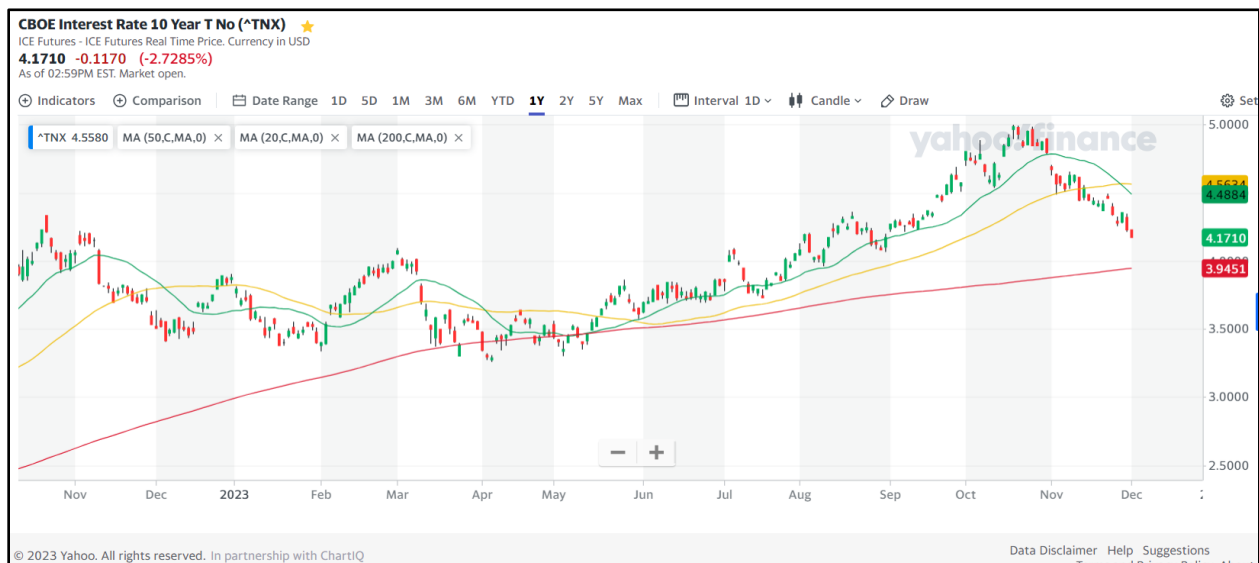 CBOE Interest Rate 10 Year T No (^TNX)
ICE Futures - ICE Futures Real Time Price. Currency in USD
4.1710 -0.1170 (-2.7285%)
As of 02:59PM EST. Market open.
Indicators Comparison Date Range 1D 5D 1M 3M 6M YTD 1Y 2Y 5Y Max Interval 1D Candle Draw Set
^TNX 4.5580 MA (50,C,MA,0) MA (20,C,MA,0) MA (200,C,MA,0)
yahoo!finance
5.0000
4.5634
4.4884
4.1710
3.9451
3.5000
3.0000
2.5000
Nov Dec 2023 Feb Mar Apr May Jun Jul Aug Sep Oct Nov Dec
© 2023 Yahoo. All rights reserved. In partnership with ChartIQ
Data Disclaimer Help Suggestions